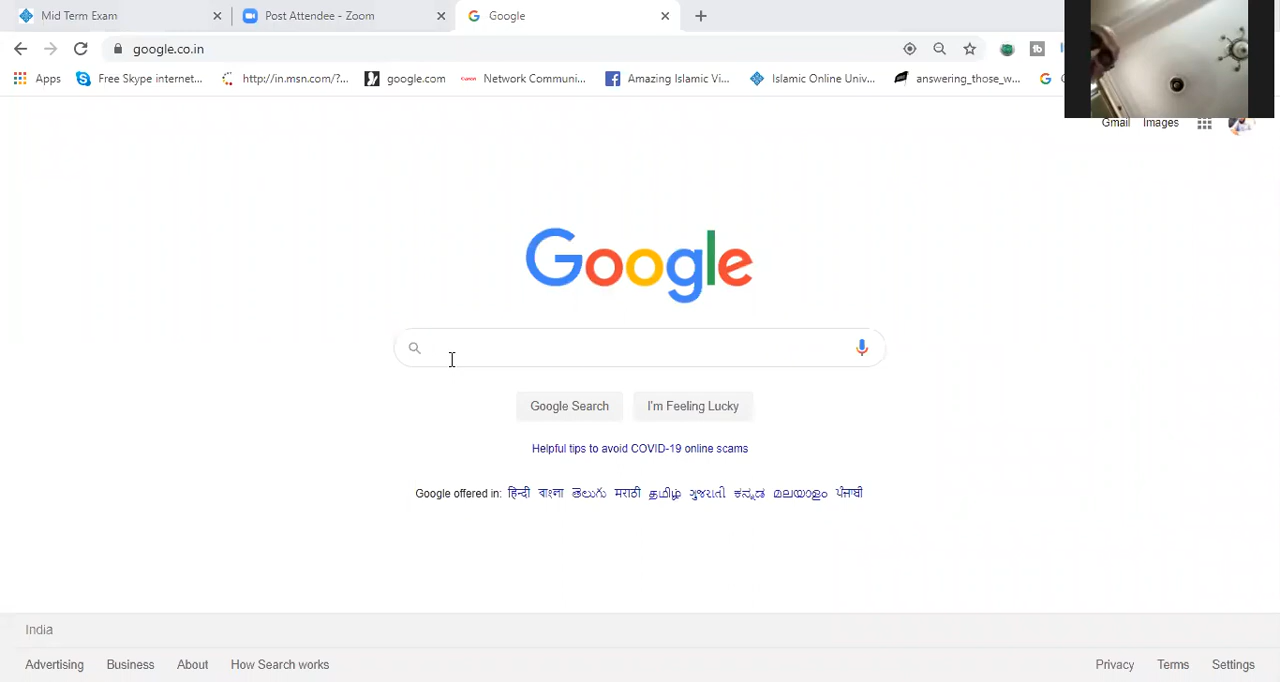 Mid Term Exam
Post Attendee - Zoom
Google
google.co.in
Apps
Free Skype internet...
http://in.msn.com/?...
google.com
Network Communi...
Amazing Islamic Vi...
Islamic Online Univ...
answering_those_w...
Gmail Images
Google
Google Search
I'm Feeling Lucky
Helpful tips to avoid COVID-19 online scams
Google offered in: हिन्दी বাংলা తెలుగు मराठी தமிழ் ગુજરાતી ಕನ್ನಡ മലയാളം ਪੰਜਾਬੀ
India
Advertising Business About How Search works Privacy Terms Settings